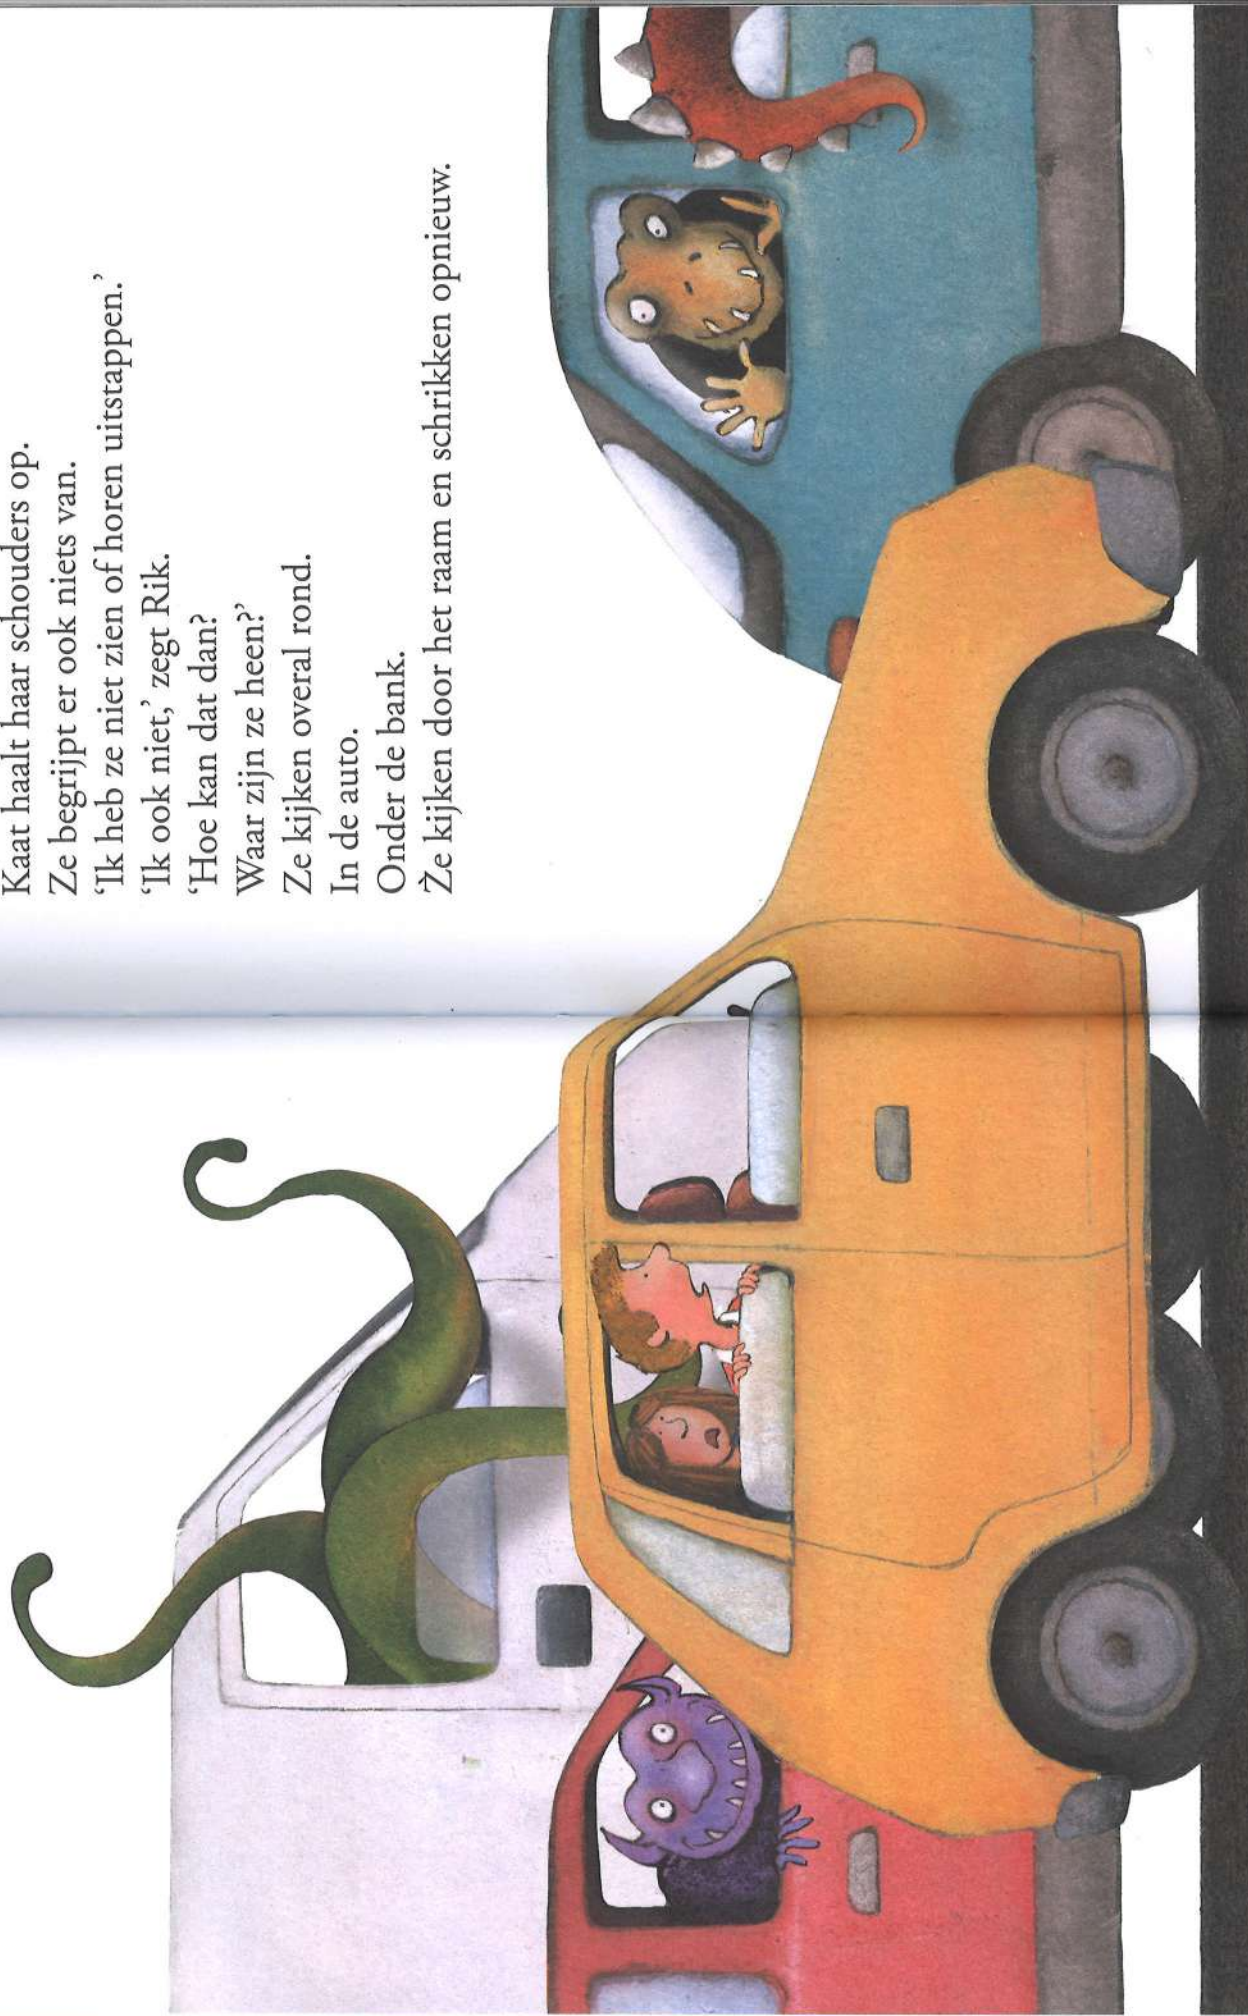 Kaat haalt haar schouders op.
Ze begrijpt er ook niets van.
‘Ik heb ze niet zien of horen uitstappen.’
‘Ik ook niet,’ zegt Rik.
‘Hoe kan dat dan?
Waar zijn ze heen?’
Ze kijken overal rond.
In de auto.
Onder de bank.
Ze kijken door het raam en schrikken opnieuw.